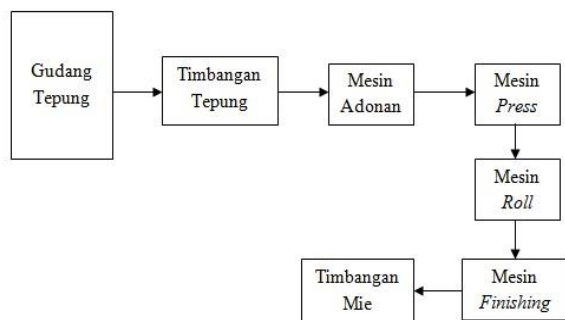 Gudang
Tepung
Timbangan
Tepung
Mesin
Adonan
Mesin
Press
Mesin
Roll
Mesin
Finishing
Timbangan
Mie